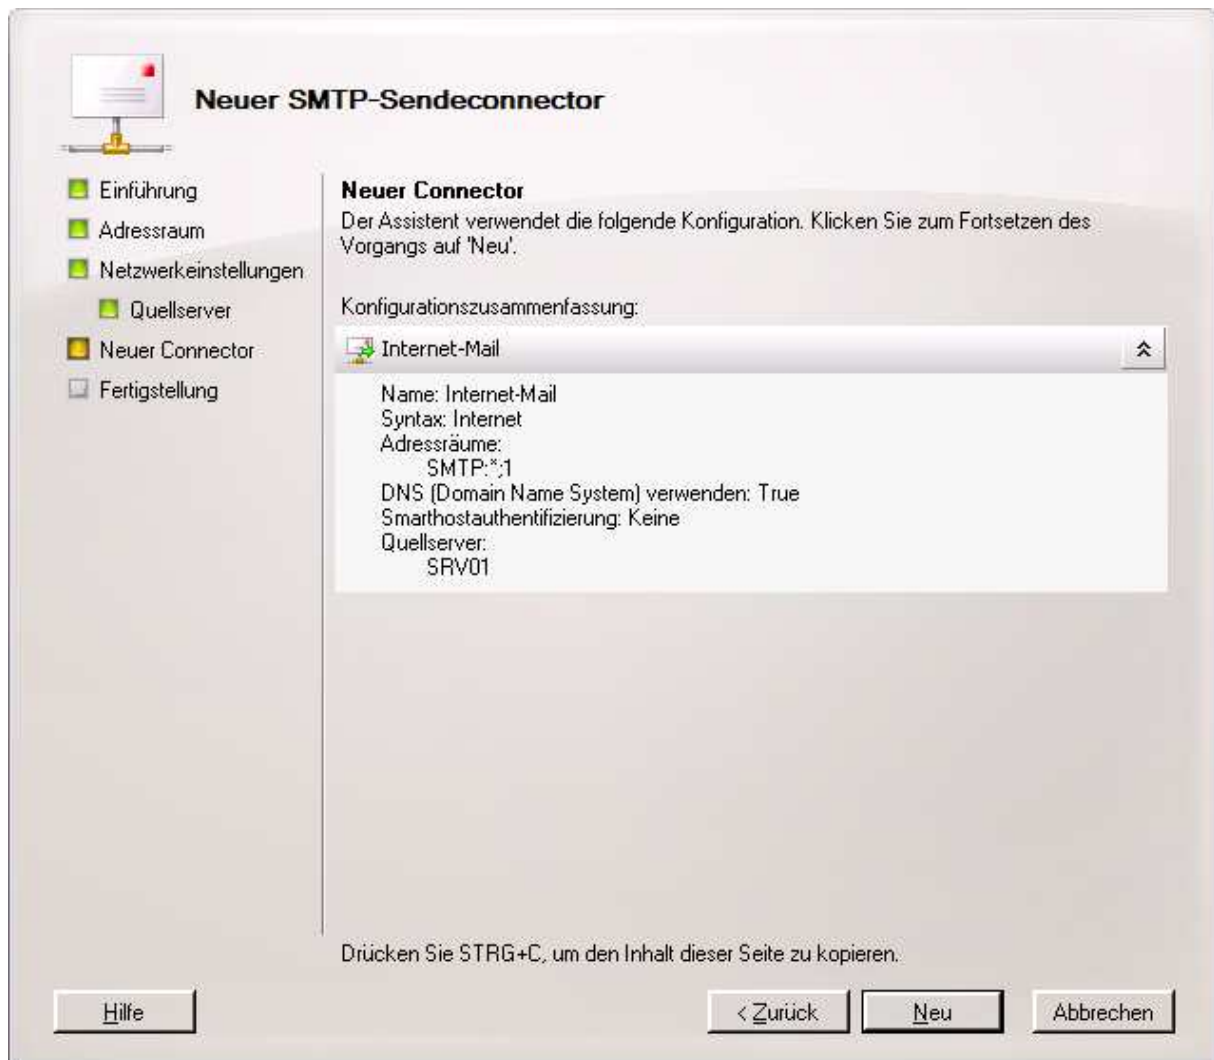 Neuer SMTP-Sendeconnector
Einführung
Adressraum
Netzwerkeinstellungen
Quellserver
Neuer Connector
Fertigstellung
Neuer Connector
Der Assistent verwendet die folgende Konfiguration. Klicken Sie zum Fortsetzen des
Vorgangs auf 'Neu'.
Konfigurationszusammenfassung:
Internet-Mail
Name: Internet-Mail
Syntax: Internet
Adressräume:
SMTP:*;1
DNS (Domain Name System) verwenden: True
Smarthostauthentifizierung: Keine
Quellserver:
SRV01
Drücken Sie STRG+C, um den Inhalt dieser Seite zu kopieren.
Hilfe
< Zurück
Neu
Abbrechen